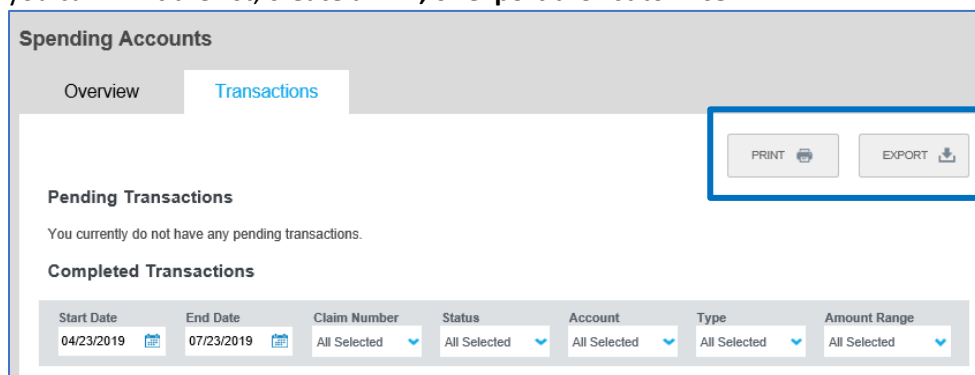 Spending Accounts
Overview Transactions
PRINT EXPORT
Pending Transactions
You currently do not have any pending transactions.
Completed Transactions
Start Date End Date Claim Number Status Account Type Amount Range
04/23/2019 07/23/2019 All Selected All Selected All Selected All Selected All Selected